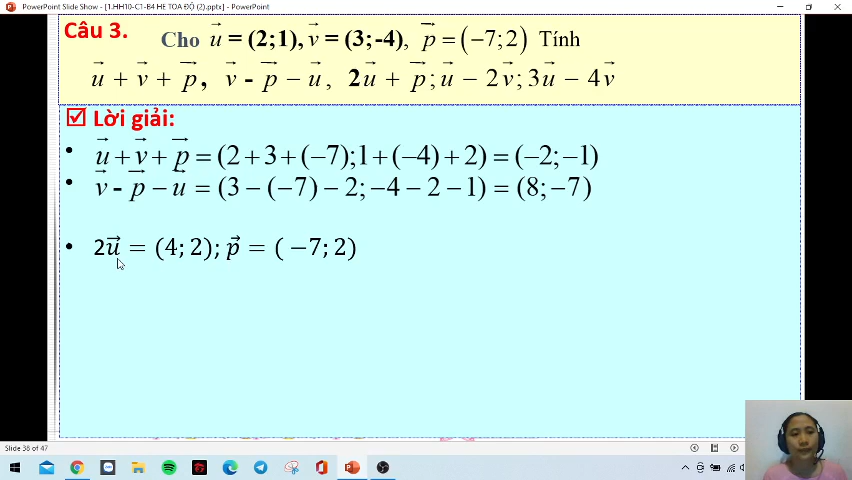 PowerPoint Slide Show - [1.HH10-C1-B4 HE TOA ĐỘ (2).pptx] - PowerPoint
Câu 3. Cho u⃗ = (2;1), v⃗ = (3;-4), p⃗ = (−7;2) Tính
u⃗ + v⃗ + p⃗, v⃗ - p⃗ − u⃗, 2u⃗ + p⃗; u⃗ − 2v⃗; 3u⃗ − 4v⃗
☑ Lời giải:
• u⃗ + v⃗ + p⃗ = (2 + 3 + (−7); 1 + (−4) + 2) = (−2; −1)
• v⃗ - p⃗ − u⃗ = (3 − (−7) − 2; −4 − 2 − 1) = (8; −7)
• 2u⃗ = (4; 2); p⃗ = ( −7; 2)
Slide 38 of 47